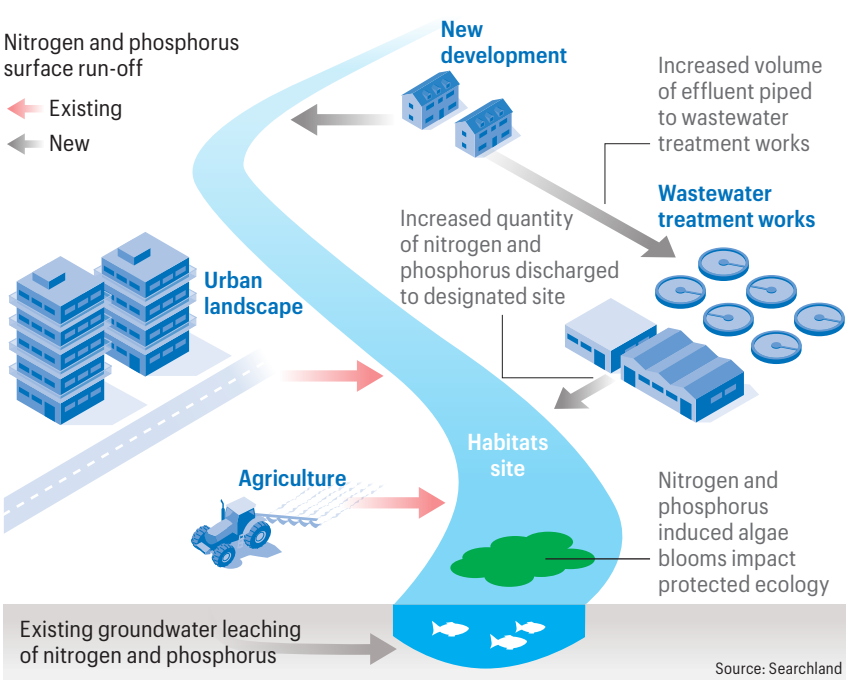 Nitrogen and phosphorus
surface run-off
Existing
New
New
development
Increased volume
of effluent piped
to wastewater
treatment works
Wastewater
treatment works
Increased quantity
of nitrogen and
phosphorus discharged
to designated site
Urban
landscape
Habitats
site
Agriculture
Nitrogen and
phosphorus
induced algae
blooms impact
protected ecology
Existing groundwater leaching
of nitrogen and phosphorus
Source: Searchland